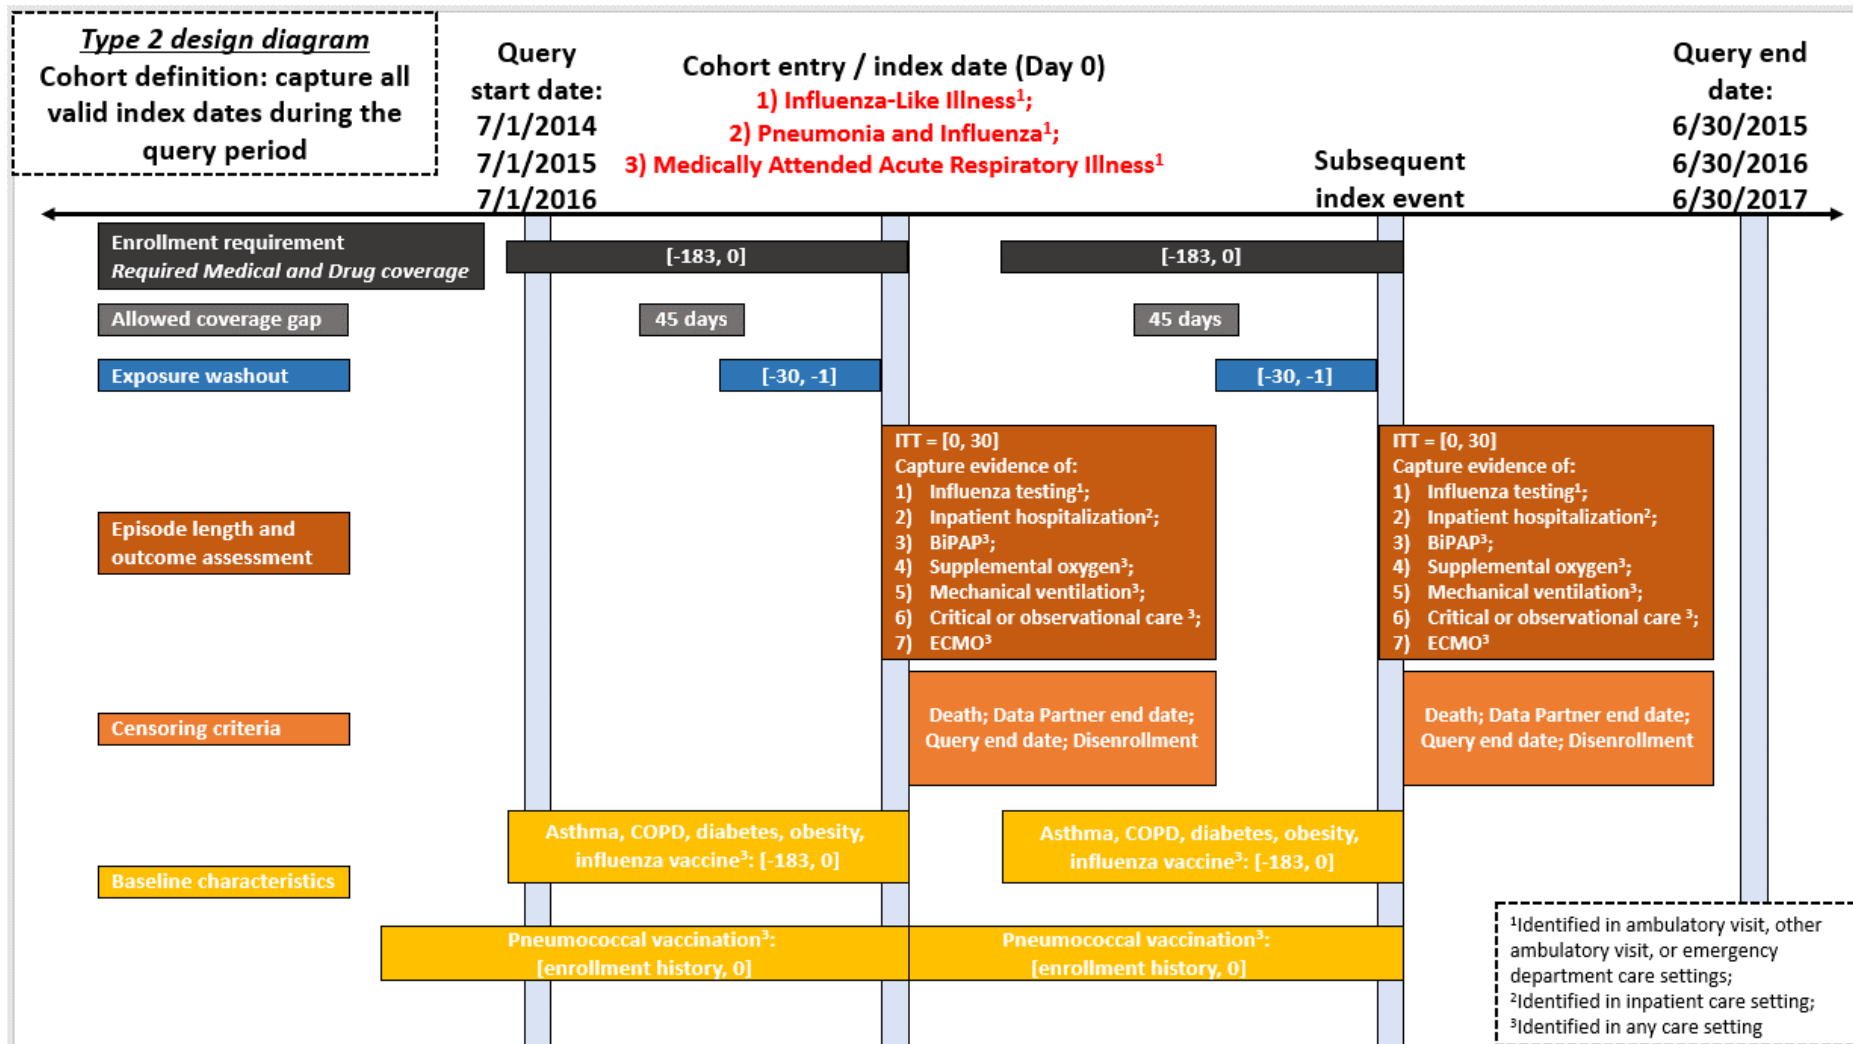 Type 2 design diagram
Cohort definition: capture all
valid index dates during the
query period
Query
start date:
7/1/2014
7/1/2015
7/1/2016
Cohort entry / index date (Day 0)
1) Influenza-Like Illness¹;
2) Pneumonia and Influenza¹;
3) Medically Attended Acute Respiratory Illness¹
Subsequent
index event
Query end
date:
6/30/2015
6/30/2016
6/30/2017
Enrollment requirement
Required Medical and Drug coverage
[-183, 0]
[-183, 0]
Allowed coverage gap
45 days
45 days
Exposure washout
[-30, -1]
[-30, -1]
Episode length and
outcome assessment
ITT = [0, 30]
Capture evidence of:
1) Influenza testing¹;
2) Inpatient hospitalization²;
3) BiPAP³;
4) Supplemental oxygen³;
5) Mechanical ventilation³;
6) Critical or observational care ³;
7) ECMO³
ITT = [0, 30]
Capture evidence of:
1) Influenza testing¹;
2) Inpatient hospitalization²;
3) BiPAP³;
4) Supplemental oxygen³;
5) Mechanical ventilation³;
6) Critical or observational care ³;
7) ECMO³
Censoring criteria
Death; Data Partner end date;
Query end date; Disenrollment
Death; Data Partner end date;
Query end date; Disenrollment
Baseline characteristics
Asthma, COPD, diabetes, obesity,
influenza vaccine³: [-183, 0]
Asthma, COPD, diabetes, obesity,
influenza vaccine³: [-183, 0]
Pneumococcal vaccination³:
[enrollment history, 0]
Pneumococcal vaccination³:
[enrollment history, 0]
¹Identified in ambulatory visit, other
ambulatory visit, or emergency
department care settings;
²Identified in inpatient care setting;
³Identified in any care setting